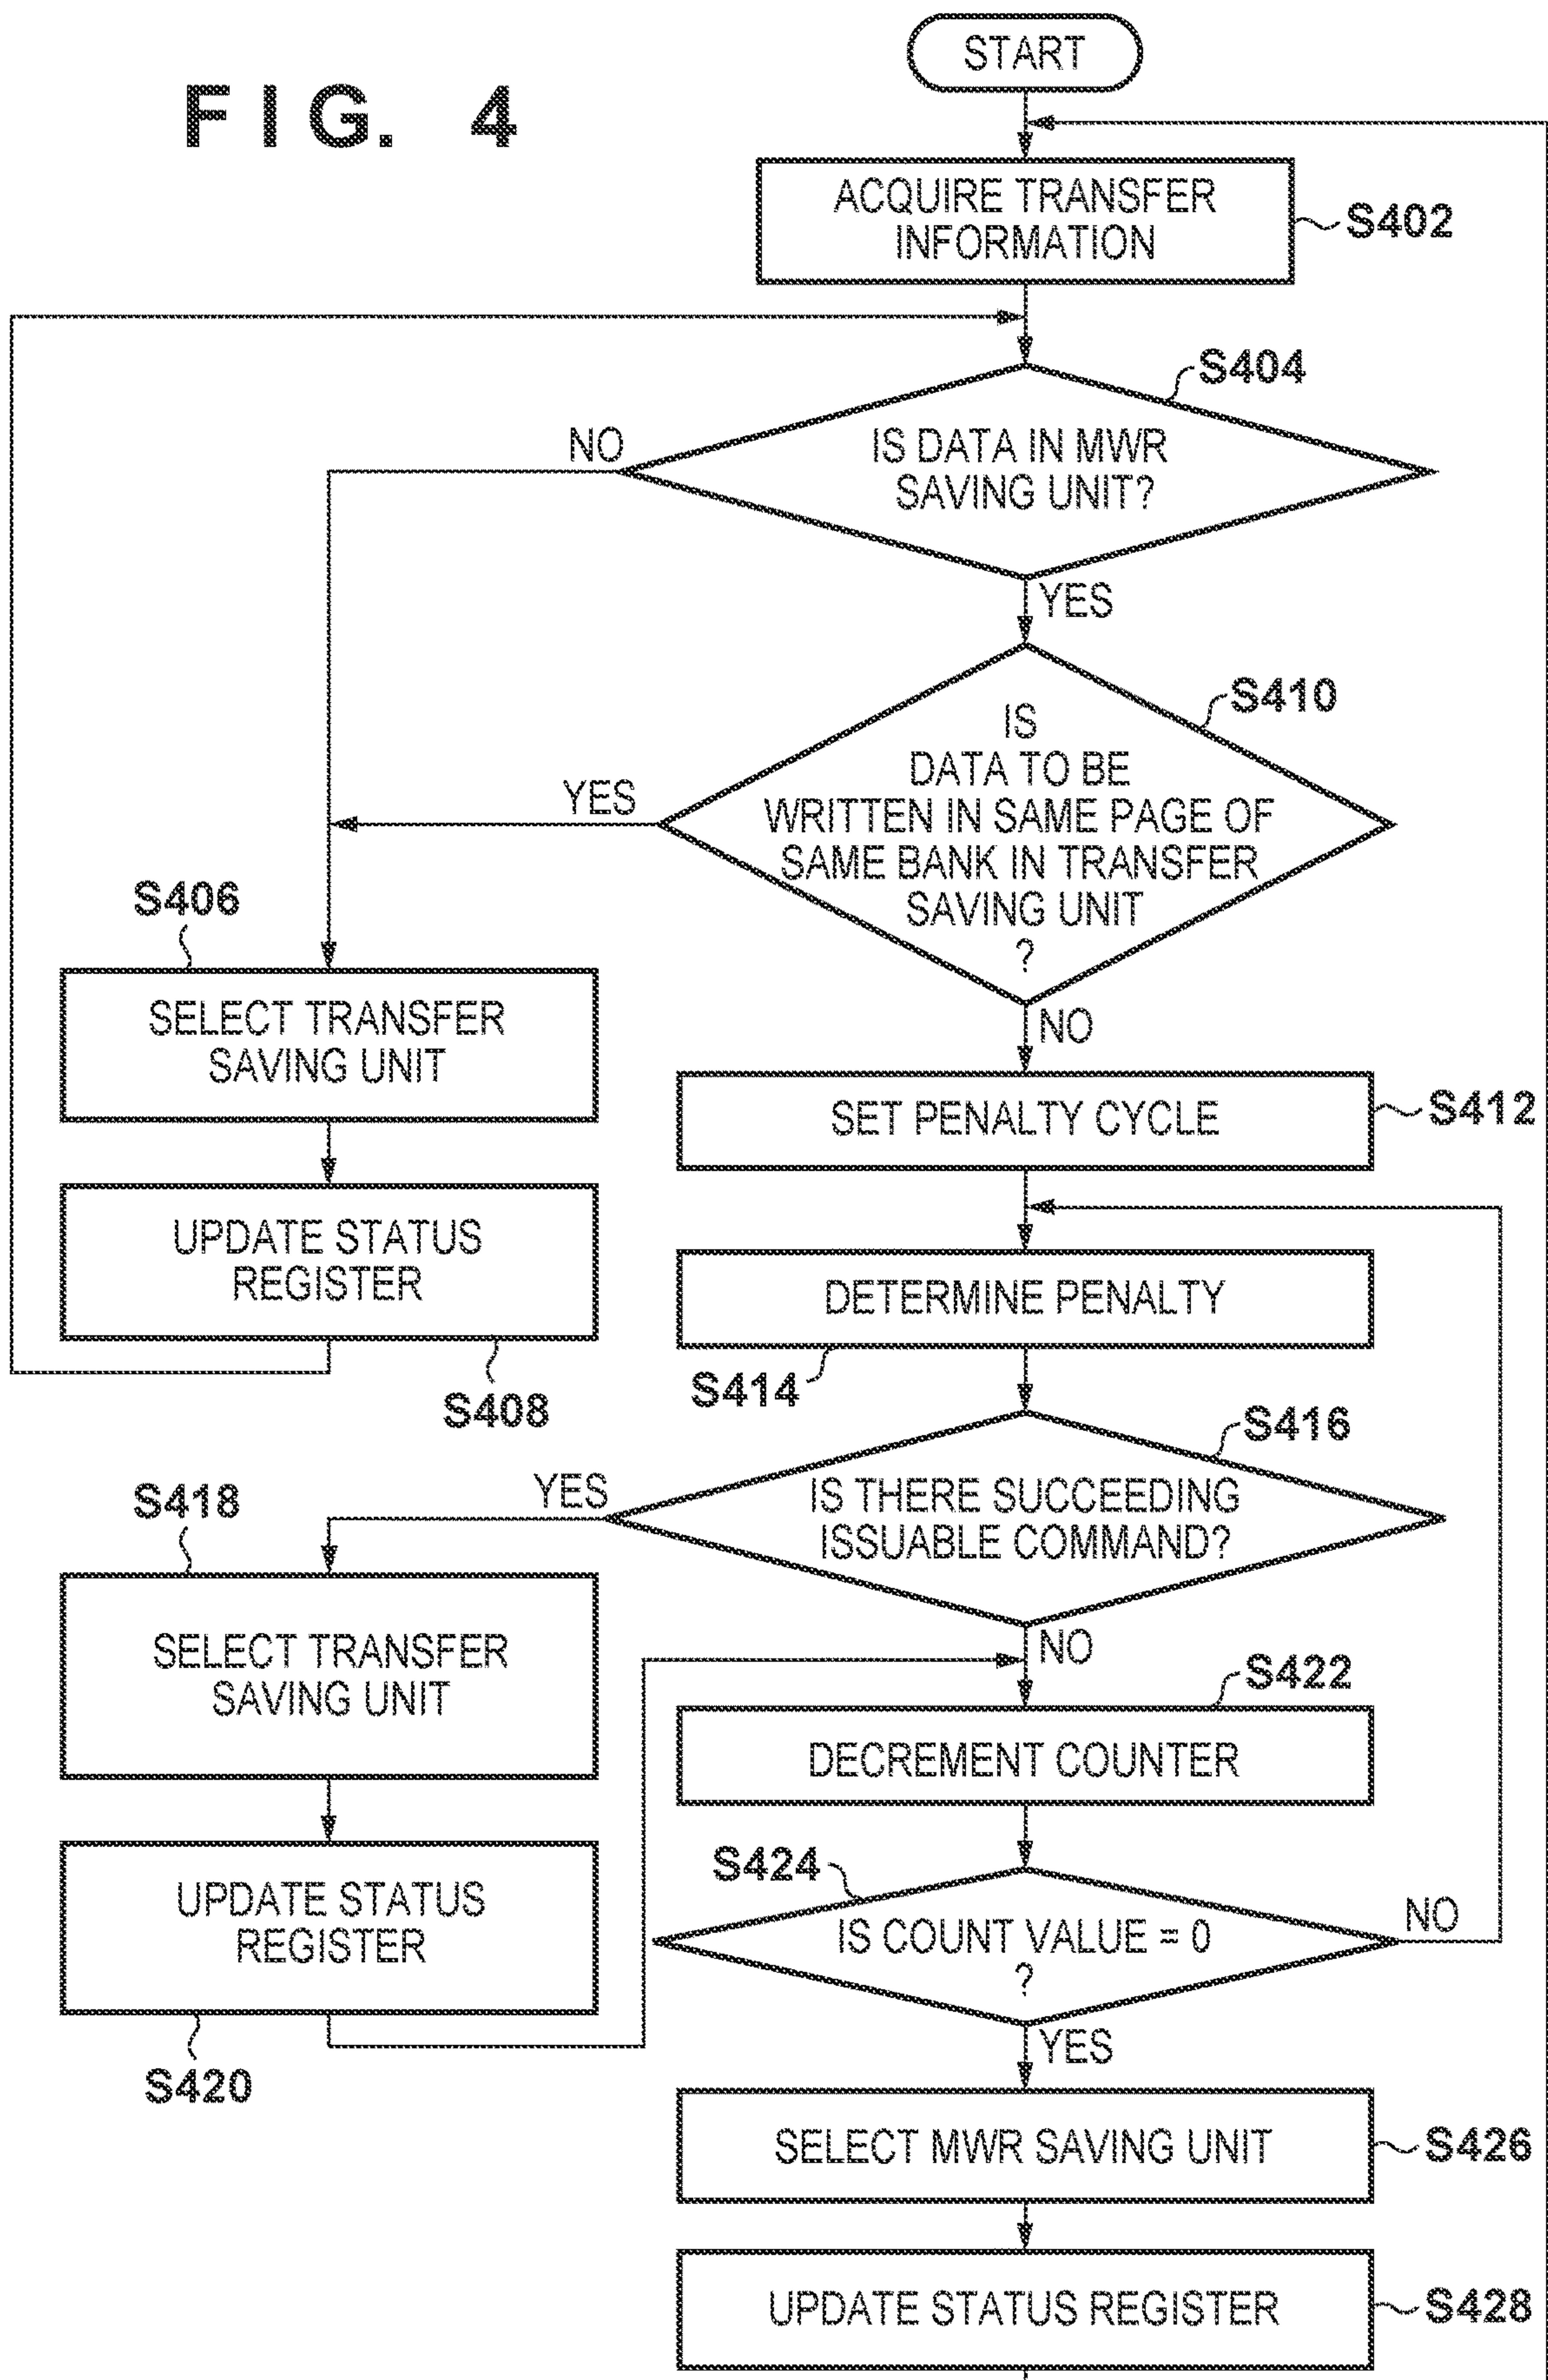 FIG. 4
START
ACQUIRE TRANSFER
INFORMATION
S402
S404
NO
IS DATA IN MWR
SAVING UNIT?
YES
S410
IS
DATA TO BE
WRITTEN IN SAME PAGE OF
SAME BANK IN TRANSFER
SAVING UNIT
?
YES
NO
S406
SELECT TRANSFER
SAVING UNIT
UPDATE STATUS
REGISTER
S408
SET PENALTY CYCLE
S412
DETERMINE PENALTY
S414
S416
YES
IS THERE SUCCEEDING
ISSUABLE COMMAND?
NO
S418
SELECT TRANSFER
SAVING UNIT
UPDATE STATUS
REGISTER
S420
S422
DECREMENT COUNTER
S424
IS COUNT VALUE = 0
?
NO
YES
SELECT MWR SAVING UNIT
S426
UPDATE STATUS REGISTER
S428